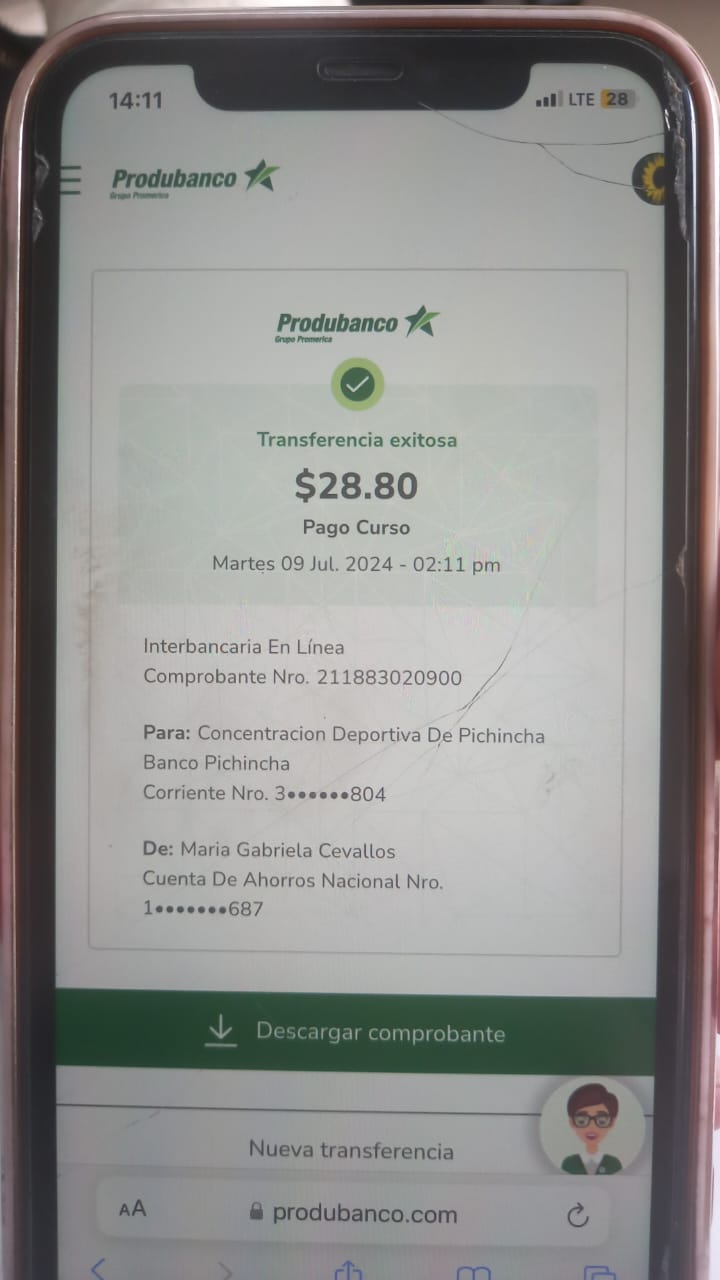 14:11 LTE 28
Produbanco
Grupo Promerica
Produbanco
Grupo Promerica
Transferencia exitosa
$28.80
Pago Curso
Martes 09 Jul. 2024 - 02:11 pm
Interbancaria En Línea
Comprobante Nro. 211883020900
Para: Concentracion Deportiva De Pichincha
Banco Pichincha
Corriente Nro. 3••••••804
De: Maria Gabriela Cevallos
Cuenta De Ahorros Nacional Nro.
1•••••••687
Descargar comprobante
Nueva transferencia
AA produbanco.com